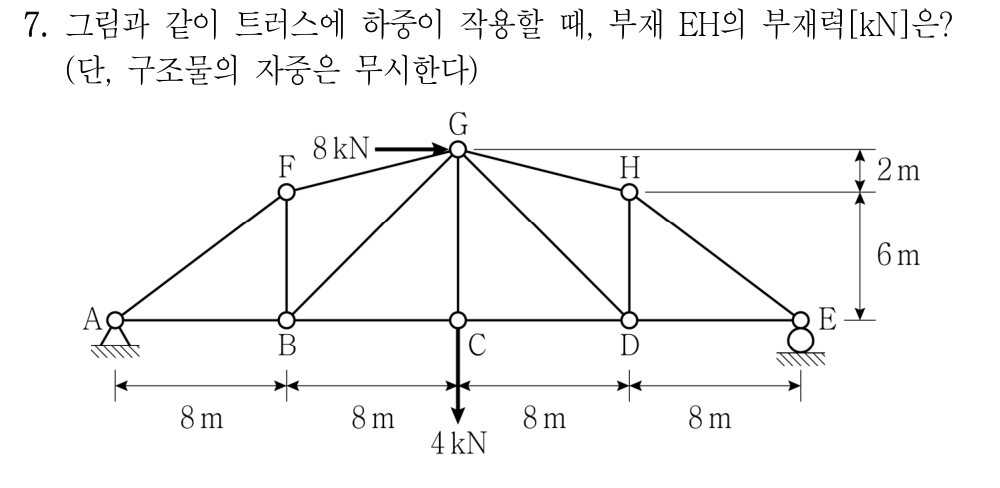 7. 그림과 같이 트러스에 하중이 작용할 때, 부재 EH의 부재력[kN]은?
(단, 구조물의 자중은 무시한다)
G
8 kN
F
H
2 m
6 m
A
E
B
C
D
8 m
8 m
8 m
8 m
4 kN